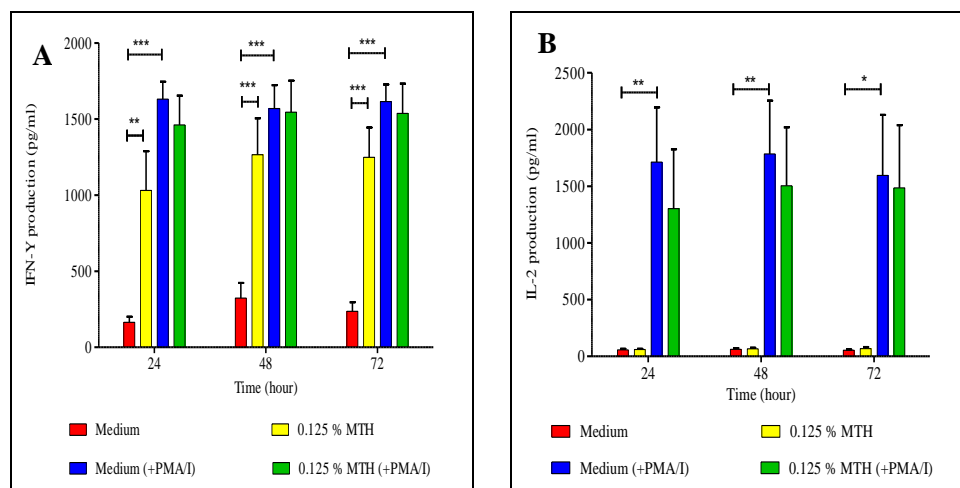 A
IFN-Y production (pg/ml)
2000
1500
1000
500
0
***
***
***
**
***
***
24
48
72
Time (hour)
Medium
0.125 % MTH
Medium (+PMA/I)
0.125 % MTH (+PMA/I)
B
IL-2 production (pg/ml)
2500
2000
1500
1000
500
0
**
**
*
24
48
72
Time (hour)
Medium
0.125 % MTH
Medium (+PMA/I)
0.125 % MTH (+PMA/I)